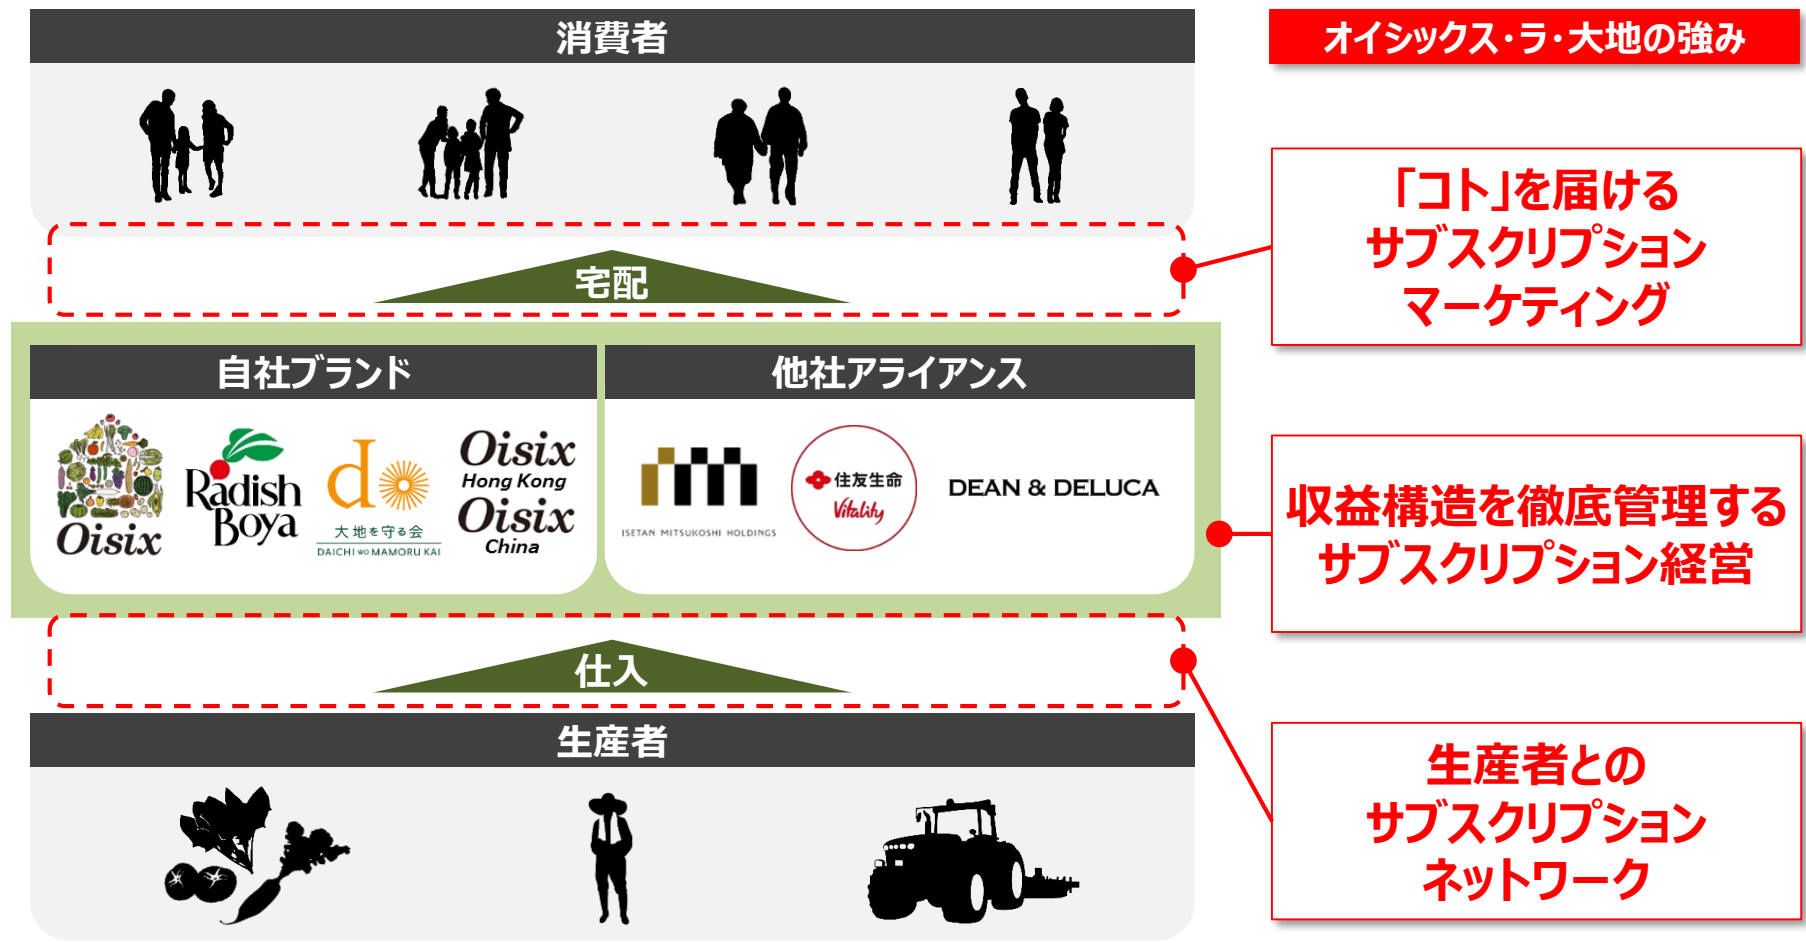 消費者
オイシックス・ラ・大地の強み
宅配
「コト」を届ける
サブスクリプション
マーケティング
自社ブランド
他社アライアンス
Oisix
Radish
Boya
do
大地を守る会
DAICHI WO MAMORU KAI
Oisix
Hong Kong
Oisix
China
ISETAN MITSUKOSHI HOLDINGS
住友生命
Vitality
DEAN & DELUCA
収益構造を徹底管理する
サブスクリプション経営
仕入
生産者
生産者との
サブスクリプション
ネットワーク